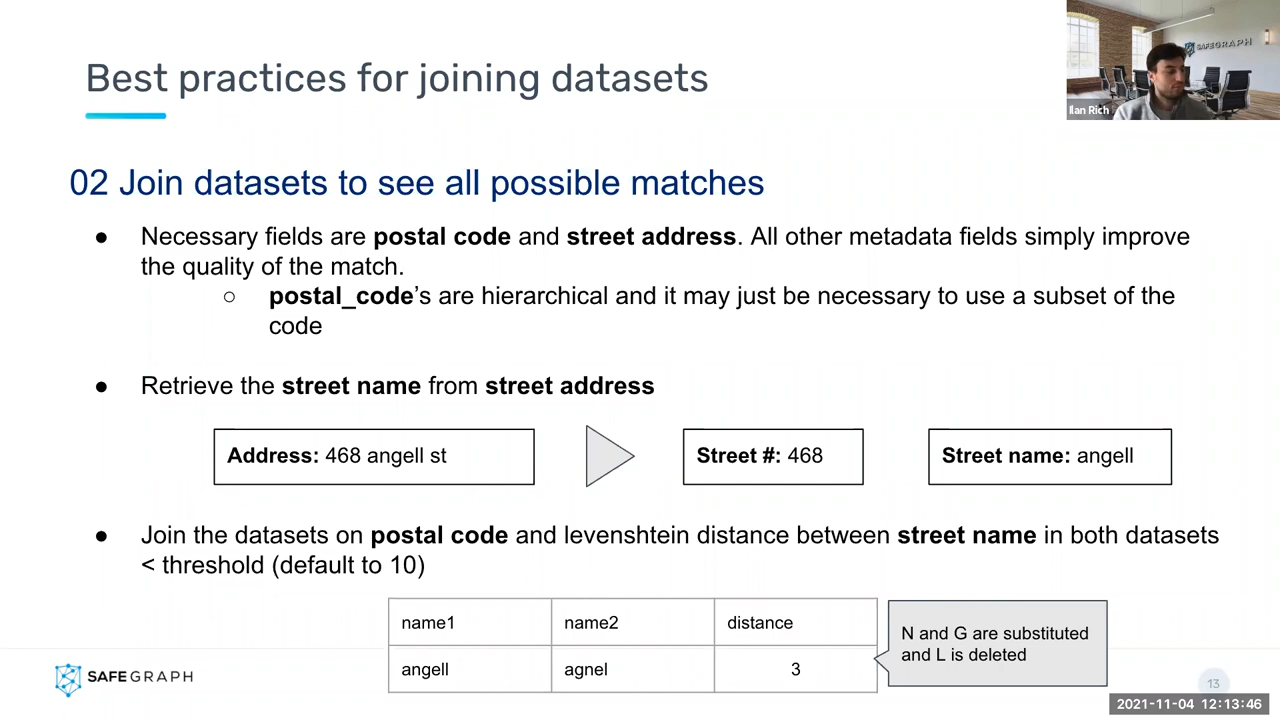 Best practices for joining datasets
SAFEGRAPH
Ilan Rich
02 Join datasets to see all possible matches
● Necessary fields are postal code and street address. All other metadata fields simply improve
the quality of the match.
○ postal_code’s are hierarchical and it may just be necessary to use a subset of the
code
● Retrieve the street name from street address
Address: 468 angell st
Street #: 468
Street name: angell
● Join the datasets on postal code and levenshtein distance between street name in both datasets
< threshold (default to 10)
name1 name2 distance
angell agnel 3
N and G are substituted
and L is deleted
SAFEGRAPH
13
2021-11-04 12:13:46